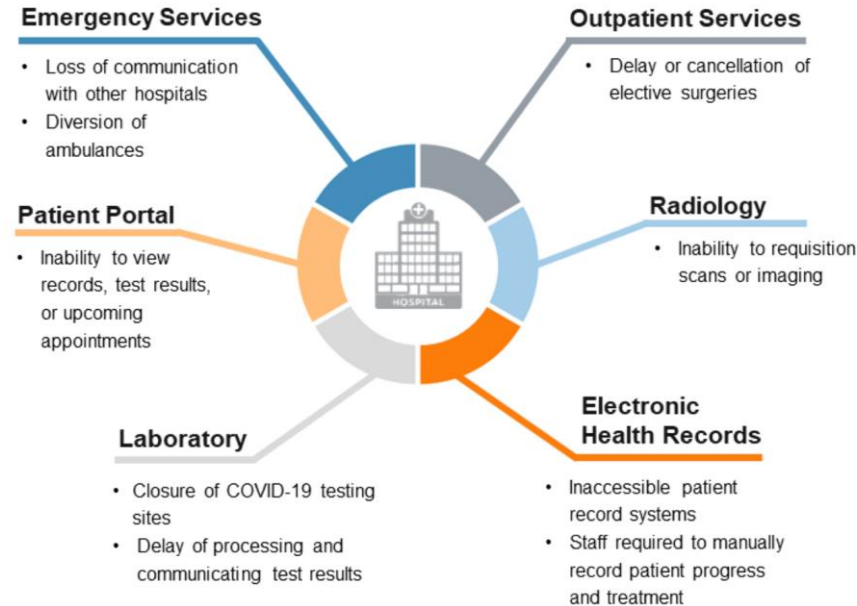 Emergency Services
• Loss of communication
with other hospitals
• Diversion of
ambulances
Outpatient Services
• Delay or cancellation of
elective surgeries
Patient Portal
• Inability to view
records, test results,
or upcoming
appointments
HOSPITAL
Radiology
• Inability to requisition
scans or imaging
Laboratory
• Closure of COVID-19 testing
sites
• Delay of processing and
communicating test results
Electronic
Health Records
• Inaccessible patient
record systems
• Staff required to manually
record patient progress
and treatment